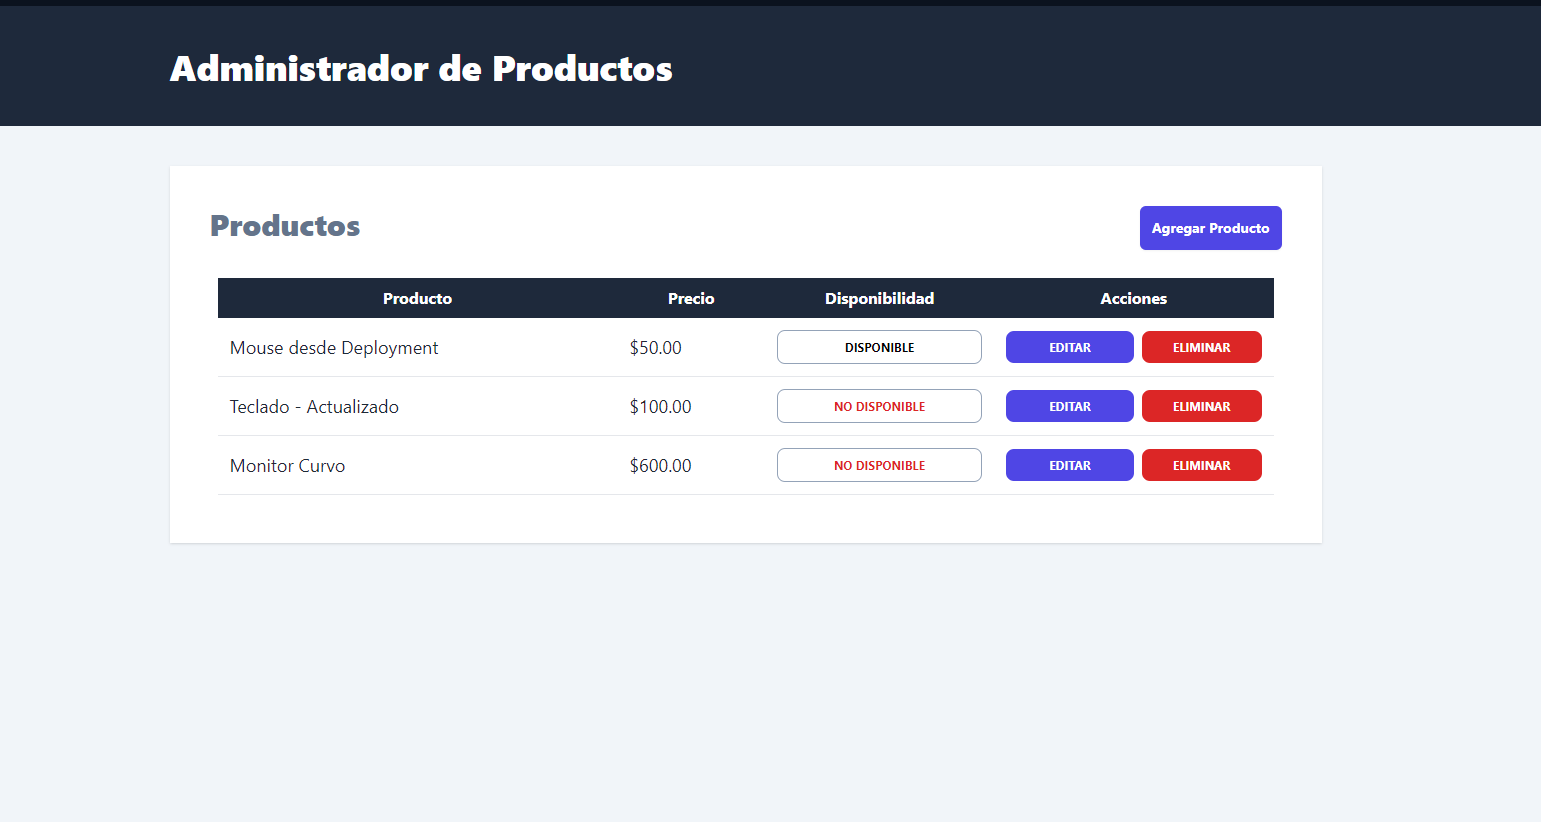 Administrador de Productos
Productos
Agregar Producto
Producto Precio Disponibilidad Acciones
Mouse desde Deployment $50.00 DISPONIBLE EDITAR ELIMINAR
Teclado - Actualizado $100.00 NO DISPONIBLE EDITAR ELIMINAR
Monitor Curvo $600.00 NO DISPONIBLE EDITAR ELIMINAR